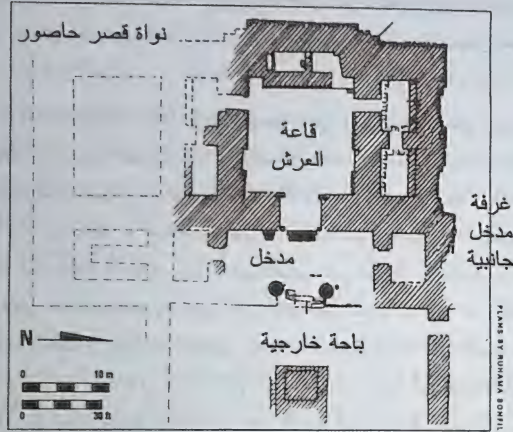 نواة قصر حاصور
قاعة
العرش
غرفة
مدخل
جانبية
مدخل
باحة خارجية
N
0 10 m
0 30 ft
PLANS BY RUHAMA BONFIL